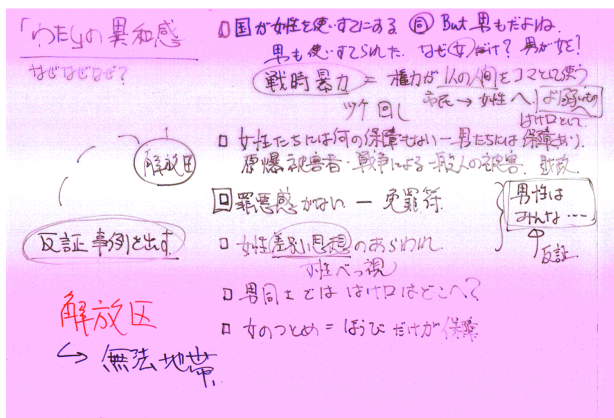 「わたしの異和感
なぜなぜなぜ?
□国が女性を使いすてにする ㊐ But 男もだよね.
男も使いすてられた. なぜ(女)だけ? 男が女を?
戦時暴力 = 権力が1人の人間をコマとして使う
ツケ回し
市民→女性へ,より弱いもの
はけ口として.
□ 女性たちには何の保障もない―男たちには保障あり.
原爆被害者・戦争による一般人の被害.
解放区
□罪悪感がない ― 免罪符
男性は
みんな・・・
↑
反証
反証事例を出す
□女性差別思想のあらわれ.
女性べっ視
□ 男同士では はけ口はどこへ?
□ 女のつとめ=ほうびだけが保障
解放区
↳ 無法地帯.